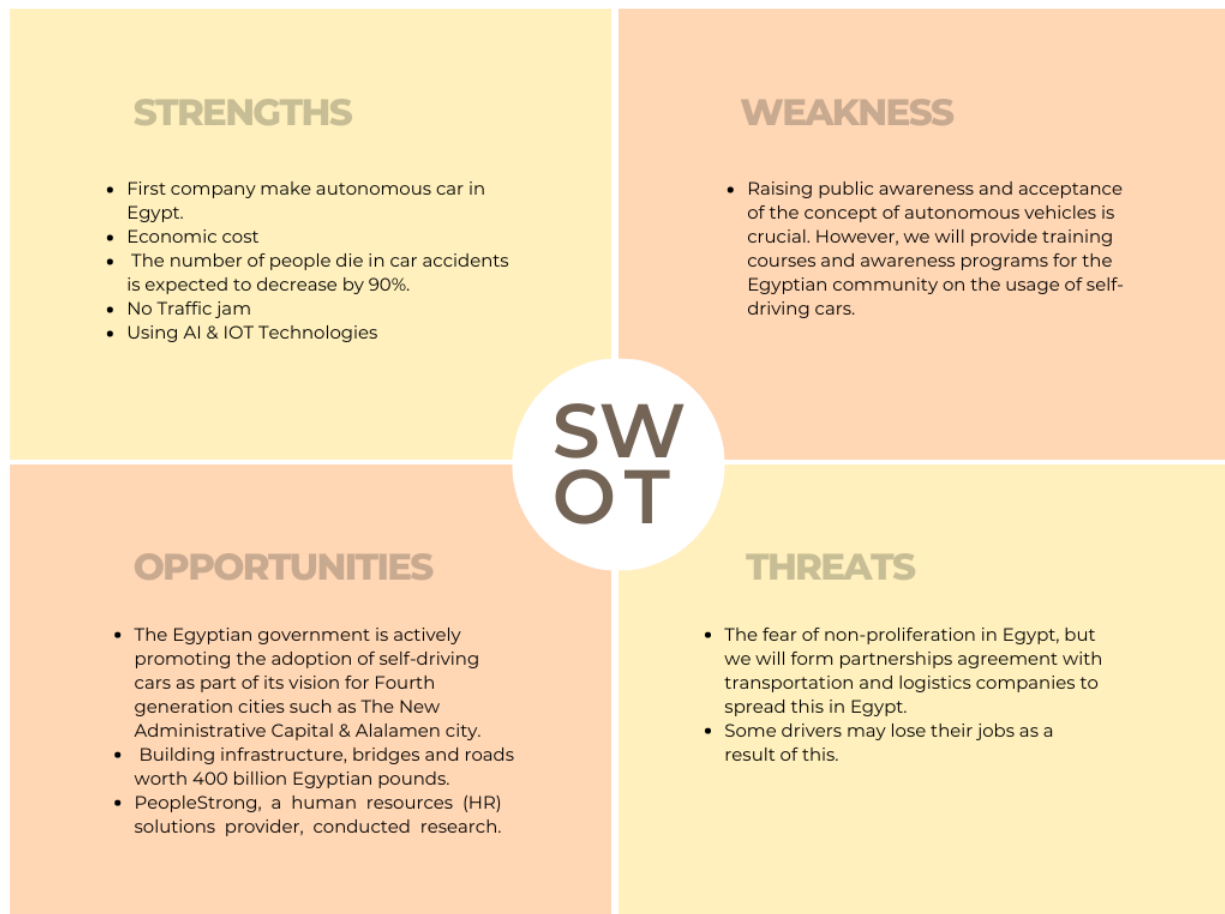 STRENGTHS
• First company make autonomous car in
Egypt.
• Economic cost
• The number of people die in car accidents
is expected to decrease by 90%.
• No Traffic jam
• Using AI & IOT Technologies
WEAKNESS
• Raising public awareness and acceptance
of the concept of autonomous vehicles is
crucial. However, we will provide training
courses and awareness programs for the
Egyptian community on the usage of self-
driving cars.
SW
OT
OPPORTUNITIES
• The Egyptian government is actively
promoting the adoption of self-driving
cars as part of its vision for Fourth
generation cities such as The New
Administrative Capital & Alalamen city.
• Building infrastructure, bridges and roads
worth 400 billion Egyptian pounds.
• PeopleStrong, a human resources (HR)
solutions provider, conducted research.
THREATS
• The fear of non-proliferation in Egypt, but
we will form partnerships agreement with
transportation and logistics companies to
spread this in Egypt.
• Some drivers may lose their jobs as a
result of this.